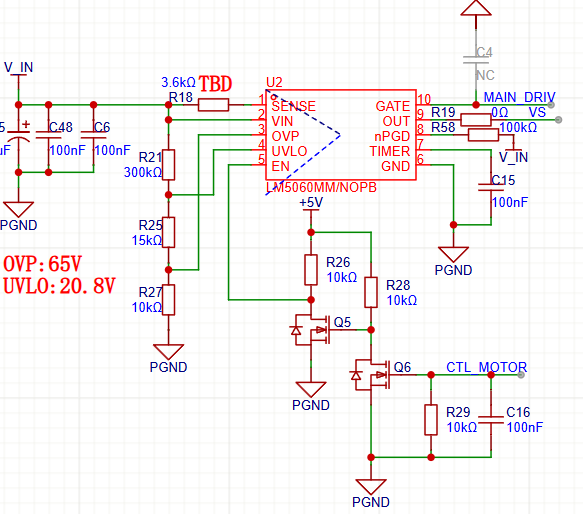 C4
NC
V_IN
3.6kΩ TBD
R18
U2
1 SENSE
2 VIN
3 OVP
4 UVLO
5 EN
GATE 10
OUT 9
nPGD 8
TIMER 7
GND 6
LM5060MM/NOPB
MAIN_DRIV
R19 0Ω VS
R58 100kΩ
V_IN
5 + C48 C6
uF 100nF 100nF
PGND
R21
300kΩ
C15
100nF
PGND
R25
15kΩ
+5V
OVP:65V
UVLO:20.8V
R27
10kΩ
R26
10kΩ
R28
10kΩ
Q5
PGND
Q6
CTL_MOTOR
PGND
R29
10kΩ
C16
100nF
PGND